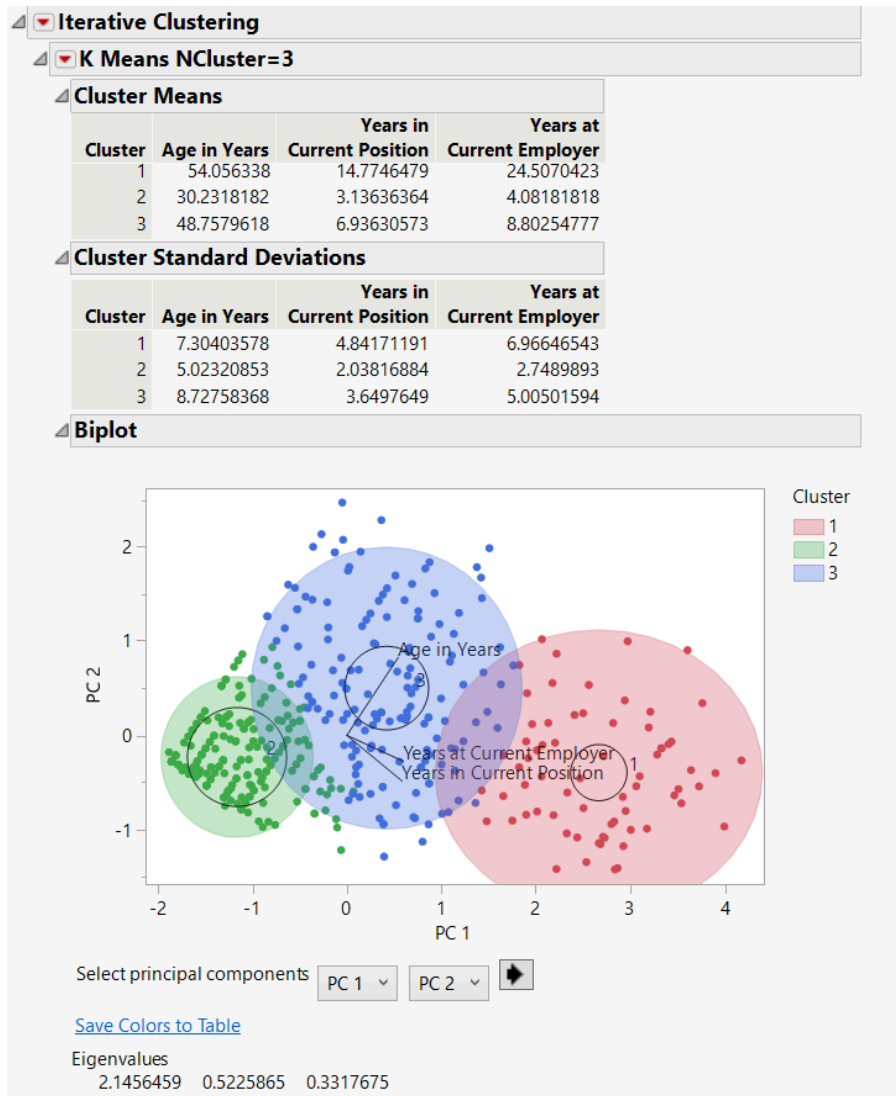 Iterative Clustering
K Means NCluster=3
Cluster Means
Years in Years at
Cluster Age in Years Current Position Current Employer
1 54.056338 14.7746479 24.5070423
2 30.2318182 3.13636364 4.08181818
3 48.7579618 6.93630573 8.80254777
Cluster Standard Deviations
Years in Years at
Cluster Age in Years Current Position Current Employer
1 7.30403578 4.84171191 6.96646543
2 5.02320853 2.03816884 2.7489893
3 8.72758368 3.6497649 5.00501594
Biplot
Cluster
1
2
3
2
1
0
-1
PC 2
Age in Years
3
2
Years at Current Employer
1
Years in Current Position
-2 -1 0 1 2 3 4
PC 1
Select principal components PC 1 PC 2
Save Colors to Table
Eigenvalues
2.1456459 0.5225865 0.3317675